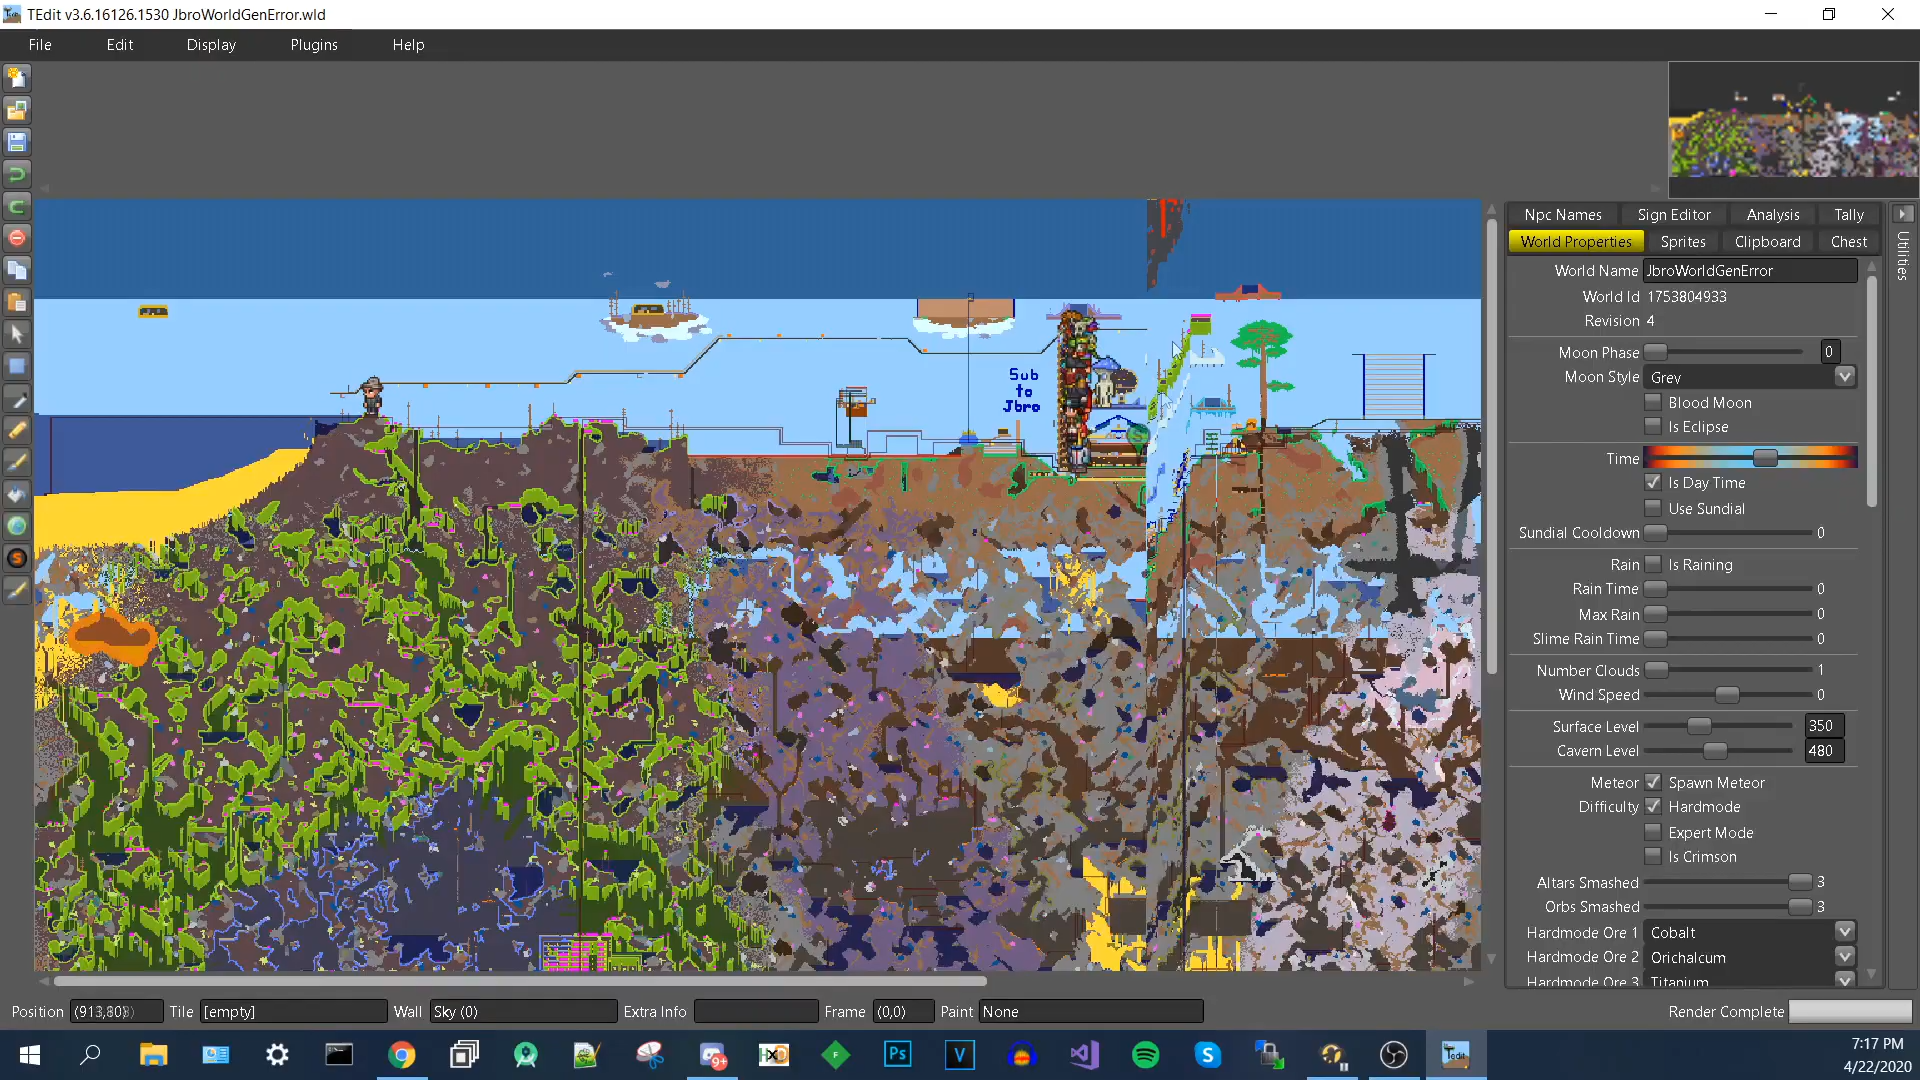 TEdit v3.6.16126.1530 JbroWorldGenError.wld
File Edit Display Plugins Help
Npc Names Sign Editor Analysis Tally
World Properties Sprites Clipboard Chest
Utilities
World Name JbroWorldGenError
World Id 1753804933
Revision 4
Moon Phase 0
Moon Style Grey
Blood Moon
Is Eclipse
Time
Is Day Time
Use Sundial
Sundial Cooldown 0
Rain Is Raining
Rain Time 0
Max Rain 0
Slime Rain Time 0
Number Clouds 1
Wind Speed 0
Surface Level 350
Cavern Level 480
Meteor Spawn Meteor
Difficulty Hardmode
Expert Mode
Is Crimson
Altars Smashed 3
Orbs Smashed 3
Hardmode Ore 1 Cobalt
Hardmode Ore 2 Orichalcum
Hardmode Ore 3 Titanium
Sub
to
Jbro
Position Tile [empty] Wall Sky (0) Extra Info Frame (0,0) Paint None Render Complete
Ps
V
Tedit
7:17 PM
4/22/2020